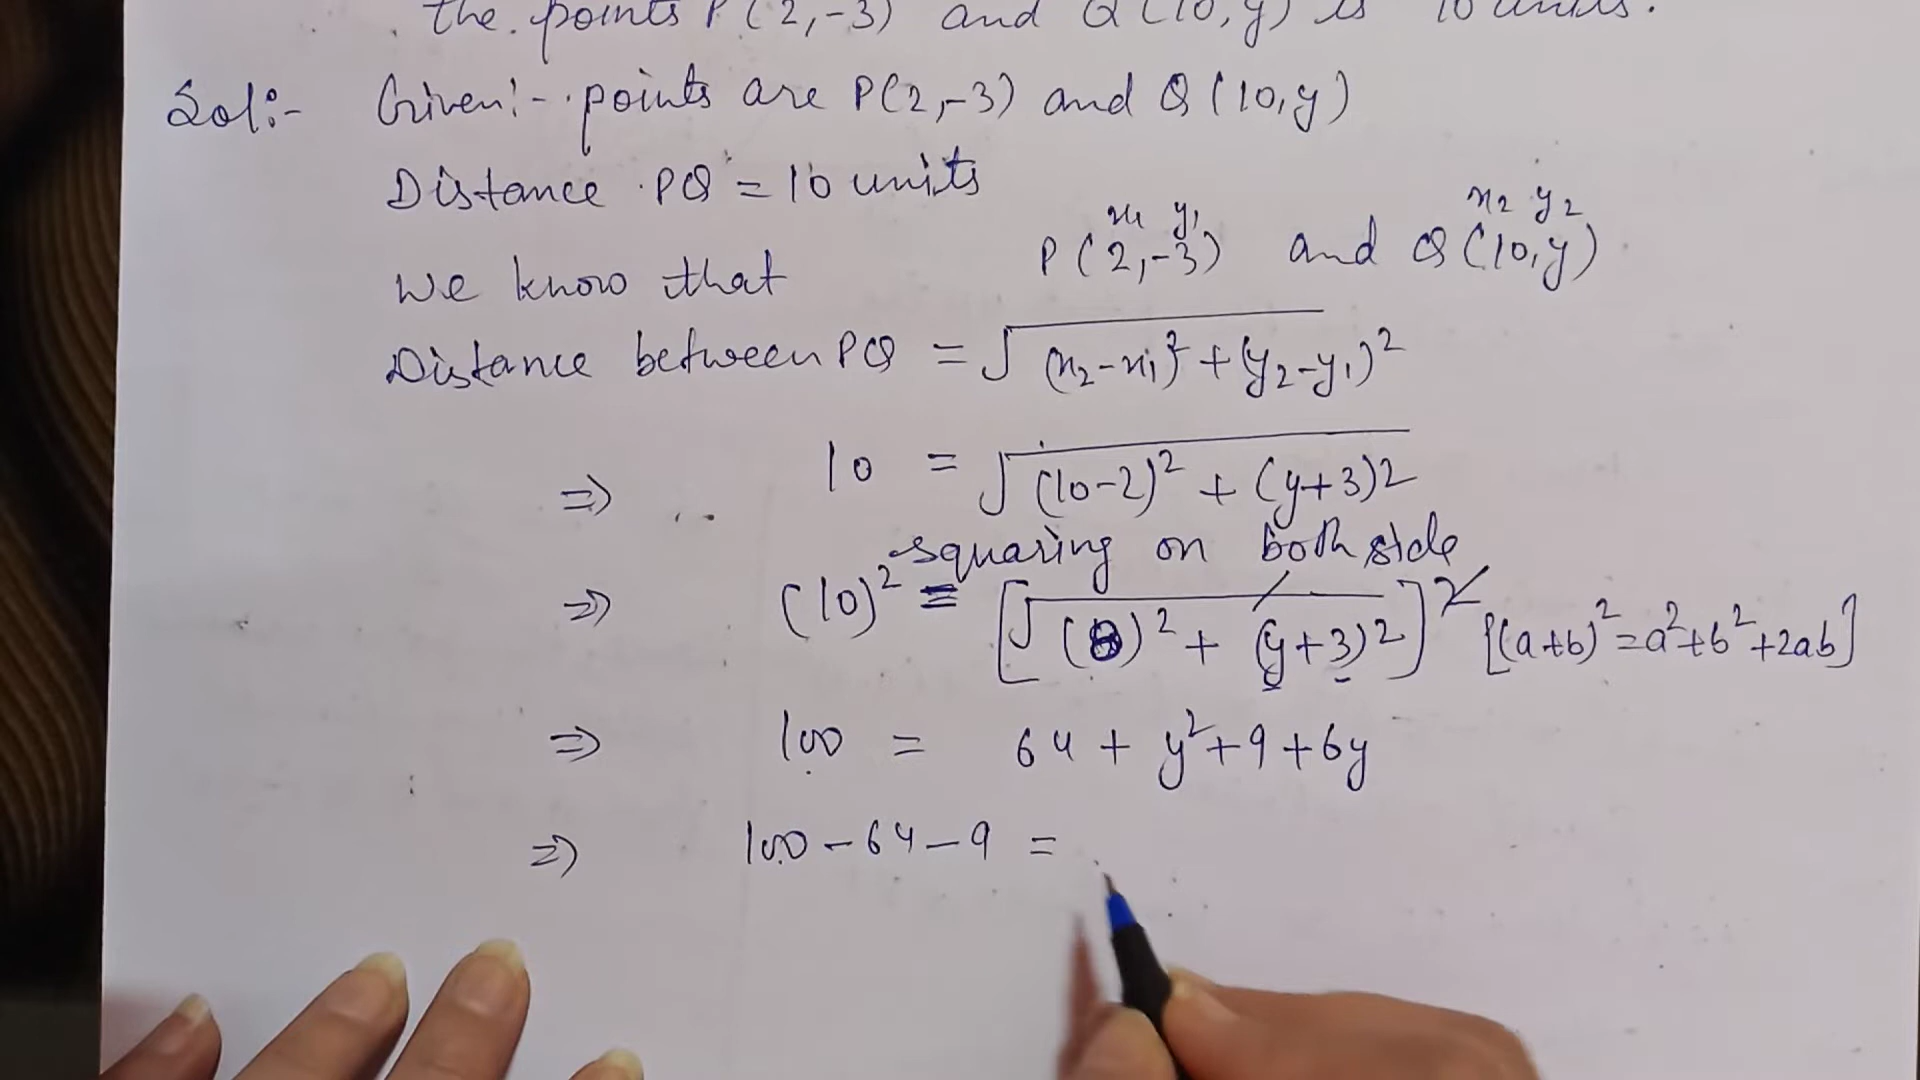 the points P(2,-3) and Q(10,y) is 10 units.
Sol:- Given:- points are P(2,-3) and Q(10,y)
Distance PQ = 10 units
x1 y1 x2 y2
we know that P(2,-3) and Q(10,y)
Distance between PQ = √(x2-x1)²+(y2-y1)²
⇒ 10 = √(10-2)² + (y+3)2
squaring on both side
⇒ (10)² = [√(8)² + (y+3)2]² [(a+b)²=a²+b²+2ab]
⇒ 100 = 64 + y²+9+6y
⇒ 100-64-9 =